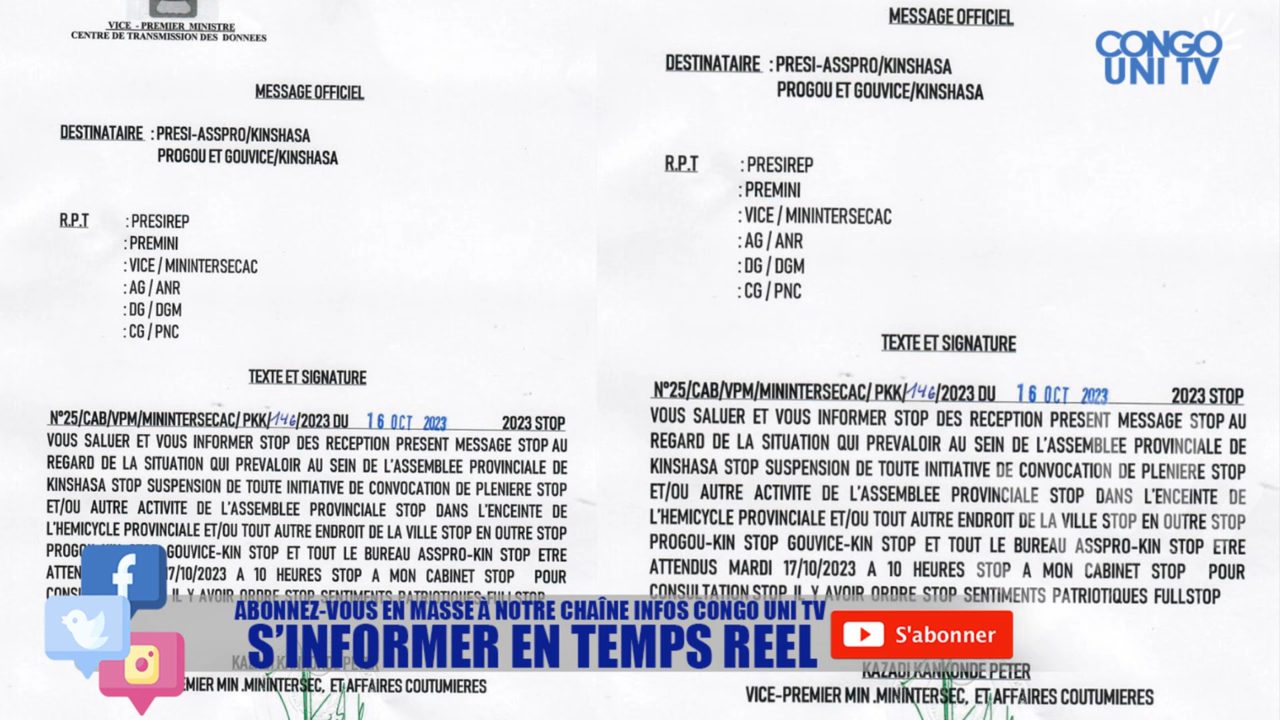 VICE - PREMIER MINISTRE
CENTRE DE TRANSMISSION DES DONNEES
MESSAGE OFFICIEL
DESTINATAIRE : PRESI-ASSPRO/KINSHASA
PROGOU ET GOUVICE/KINSHASA
R.P.T : PRESIREP
: PREMINI
: VICE / MININTERSECAC
: AG / ANR
: DG / DGM
: CG / PNC
TEXTE ET SIGNATURE
N°25/CAB/VPM/MININTERSECAC/ PKK/146/2023 DU 16 OCT 2023 2023 STOP
VOUS SALUER ET VOUS INFORMER STOP DES RECEPTION PRESENT MESSAGE STOP AU
REGARD DE LA SITUATION QUI PREVALOIR AU SEIN DE L'ASSEMBLEE PROVINCIALE DE
KINSHASA STOP SUSPENSION DE TOUTE INITIATIVE DE CONVOCATION DE PLENIERE STOP
ET/OU AUTRE ACTIVITE DE L'ASSEMBLEE PROVINCIALE STOP DANS L'ENCEINTE DE
L'HEMICYCLE PROVINCIALE ET/OU TOUT AUTRE ENDROIT DE LA VILLE STOP EN OUTRE STOP
GOUVICE-KIN STOP ET TOUT LE BUREAU ASSPRO-KIN STOP ETRE
17/10/2023 A 10 HEURES STOP A MON CABINET STOP POUR
IL Y AVOIR ORDRE STOP SENTIMENTS PATRIOTIQUES FULLSTOP
MIN .MININTERSEC, ET AFFAIRES COUTUMIERES
MESSAGE OFFICIEL
DESTINATAIRE : PRESI-ASSPRO/KINSHASA
PROGOU ET GOUVICE/KINSHASA
R.P.T : PRESIREP
: PREMINI
: VICE / MININTERSECAC
: AG / ANR
: DG / DGM
: CG / PNC
TEXTE ET SIGNATURE
N°25/CAB/VPM/MININTERSECAC/ PKK/146/2023 DU 16 OCT 2023 2023 STOP
VOUS SALUER ET VOUS INFORMER STOP DES RECEPTION PRESENT MESSAGE STOP AU
REGARD DE LA SITUATION QUI PREVALOIR AU SEIN DE L'ASSEMBLEE PROVINCIALE DE
KINSHASA STOP SUSPENSION DE TOUTE INITIATIVE DE CONVOCATION DE PLENIERE STOP
ET/OU AUTRE ACTIVITE DE L'ASSEMBLEE PROVINCIALE STOP DANS L'ENCEINTE DE
L'HEMICYCLE PROVINCIALE ET/OU TOUT AUTRE ENDROIT DE LA VILLE STOP EN OUTRE STOP
PROGOU-KIN STOP GOUVICE-KIN STOP ET TOUT LE BUREAU ASSPRO-KIN STOP ETRE
ATTENDUS MARDI 17/10/2023 A 10 HEURES STOP A MON CABINET STOP POUR
CONSULTATION STOP IL Y AVOIR ORDRE STOP SENTIMENTS PATRIOTIQUES FULLSTOP
KAZADI KANKONDE PETER
VICE-PREMIER MIN .MININTERSEC, ET AFFAIRES COUTUMIERES
CONGO
UNI TV
ABONNEZ-VOUS EN MASSE À NOTRE CHAÎNE INFOS CONGO UNI TV
S'INFORMER EN TEMPS REEL
S'abonner